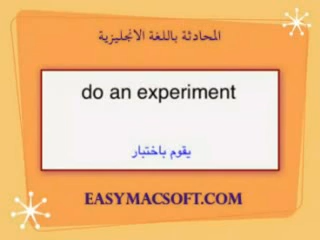 المحادثة باللغة الانجليزية
do an experiment
يقوم باختبار
EASYMACSOFT.COM